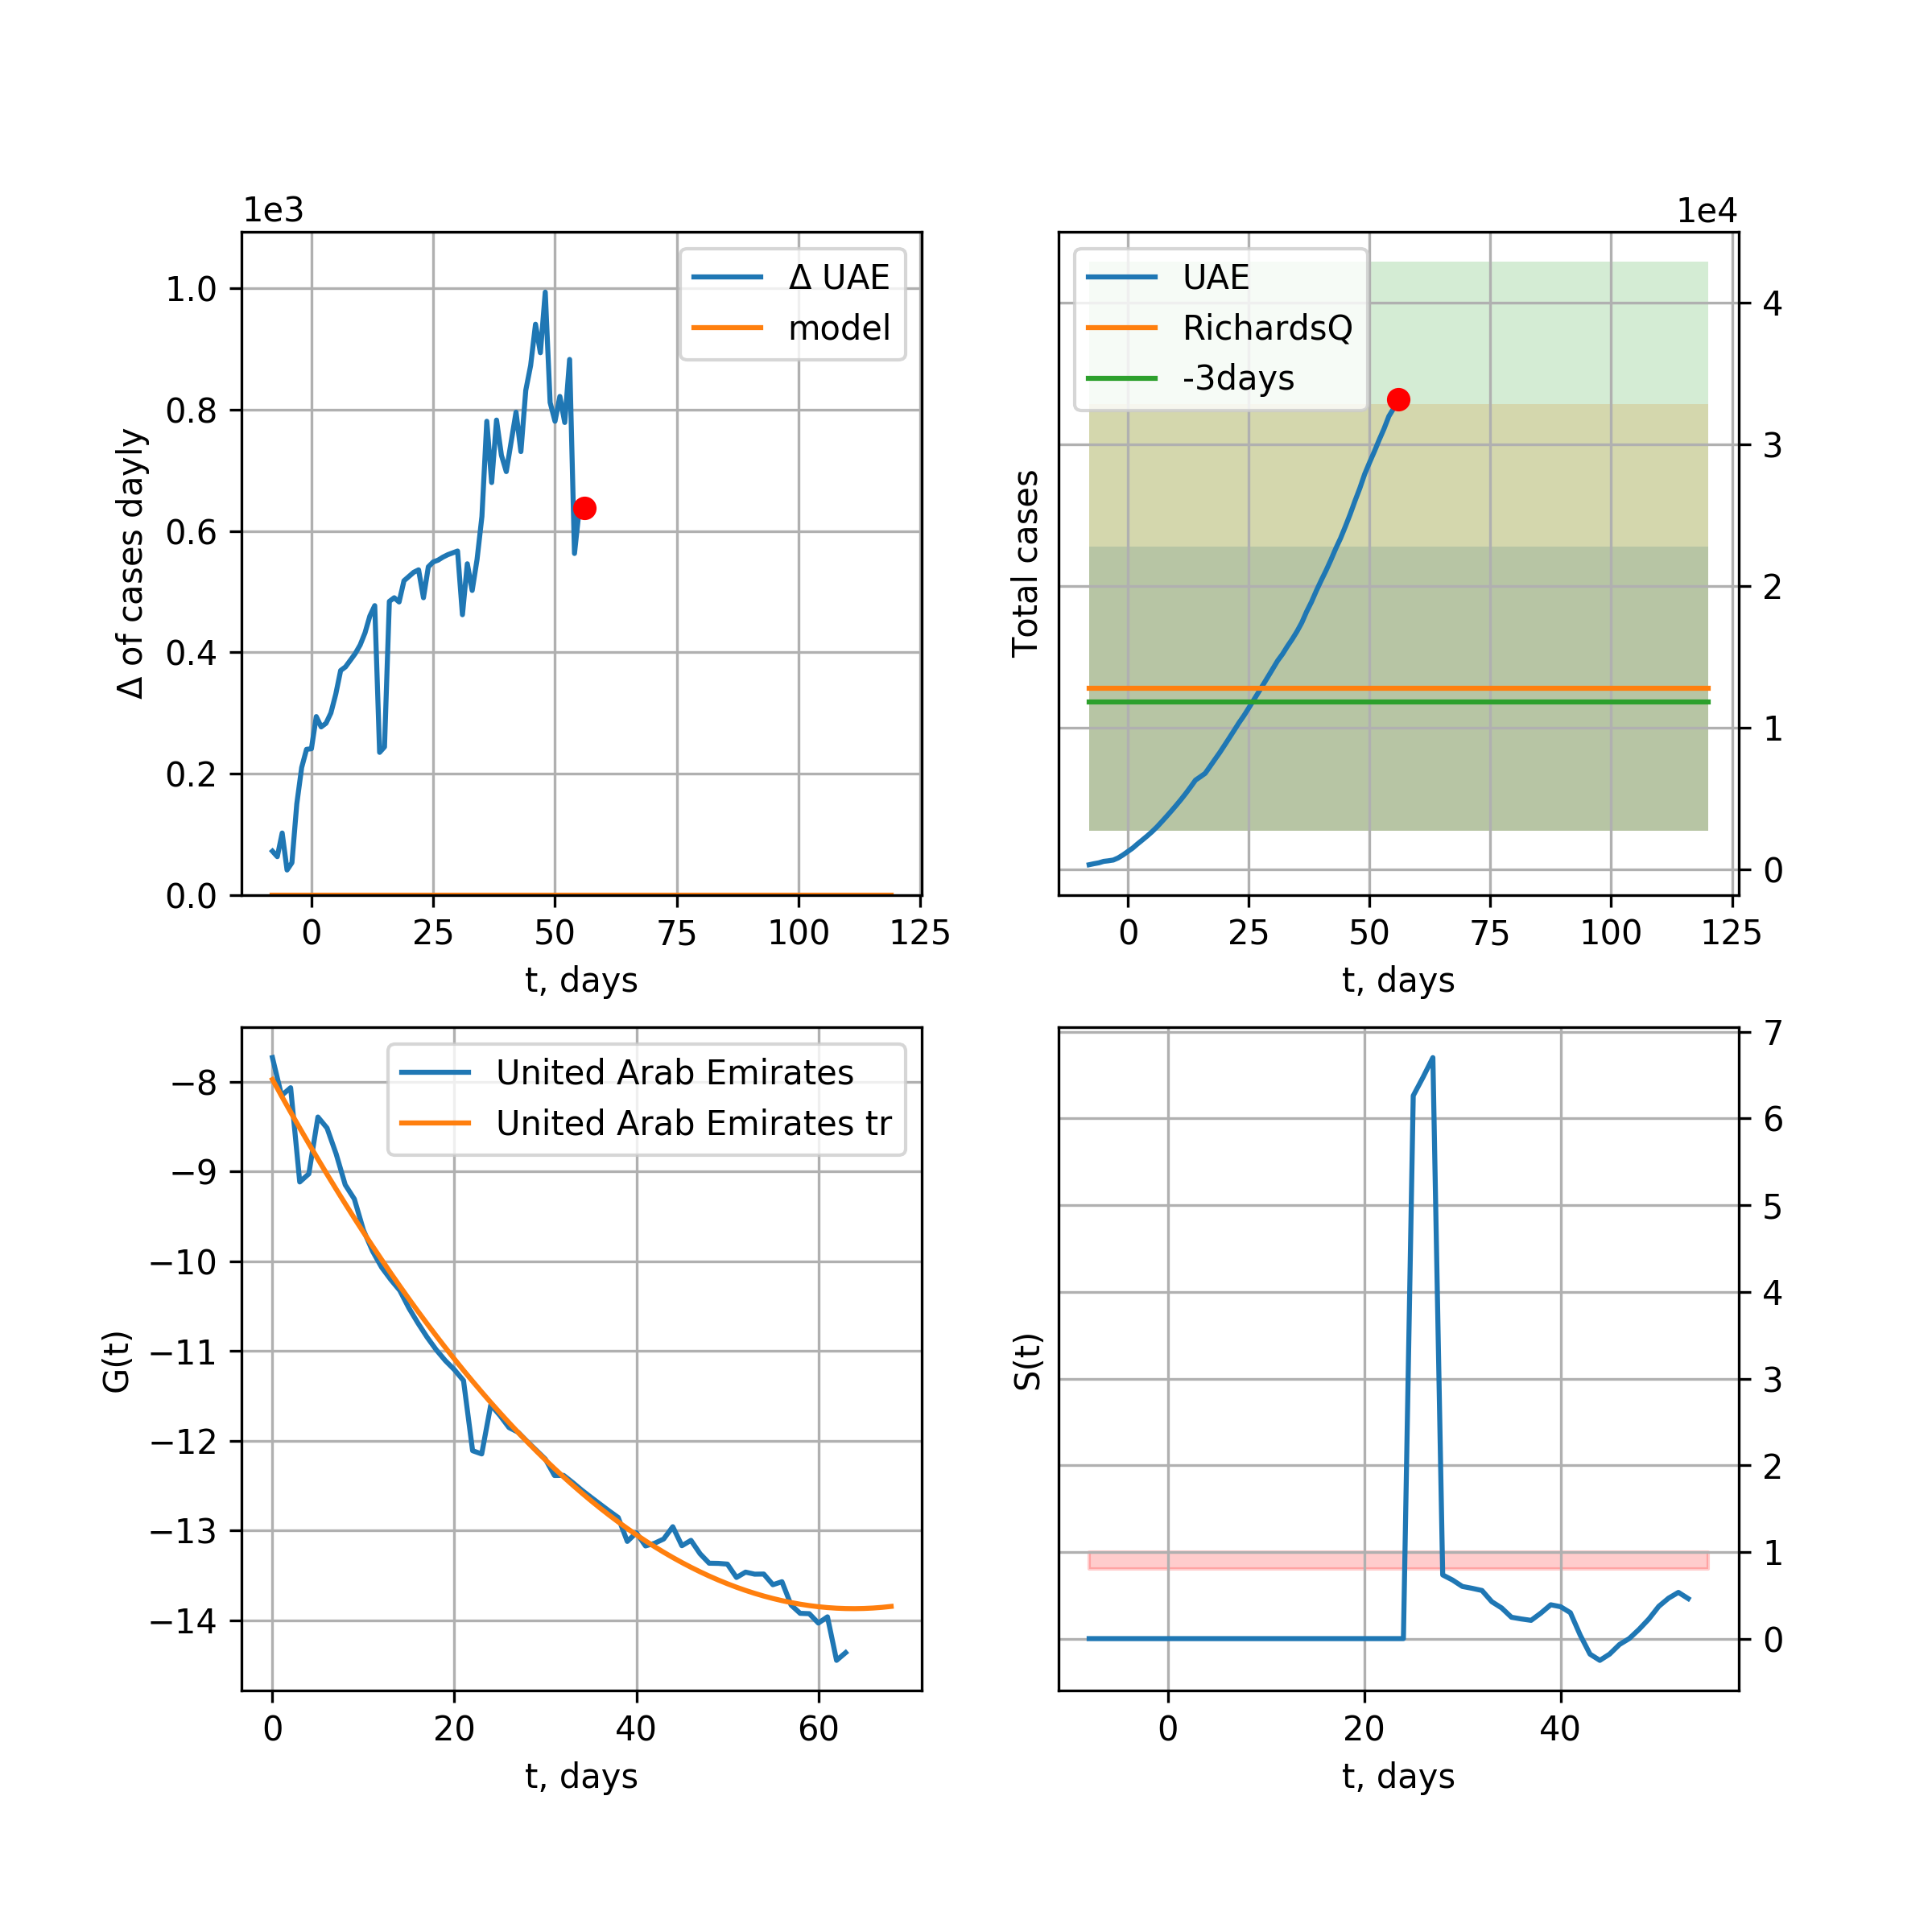 1e3
Δ UAE
model
1.0
0.8
0.6
0.4
0.2
0.0
Δ of cases dayly
0 25 50 75 100 125
t, days
1e4
UAE
RichardsQ
-3days
4
3
2
1
0
Total cases
0 25 50 75 100 125
t, days
United Arab Emirates
United Arab Emirates tr
−8
−9
−10
−11
−12
−13
−14
G(t)
0 20 40 60
t, days
7
6
5
4
3
2
1
0
S(t)
0 20 40
t, days